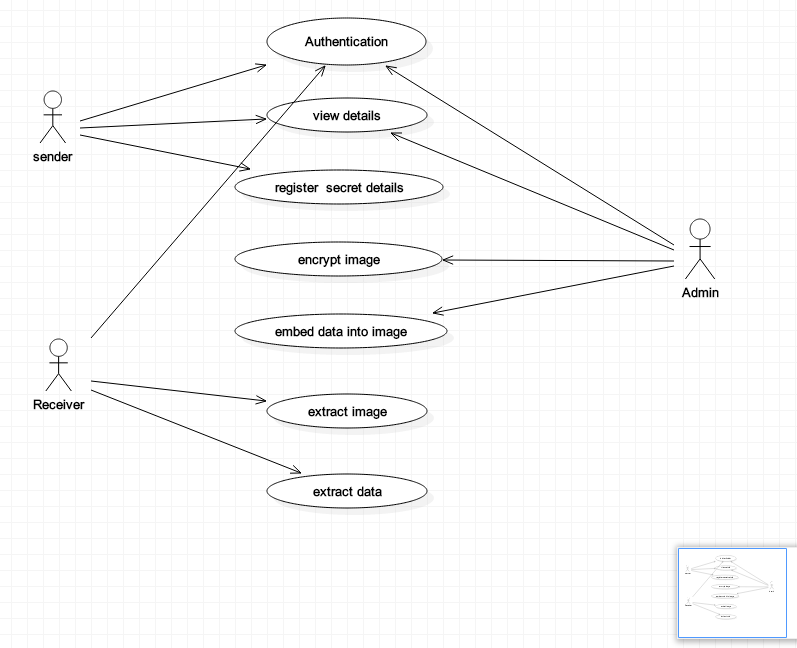 Authentication
view details
sender
register  secret details
encrypt image
Admin
embed data into image
Receiver
extract image
extract data